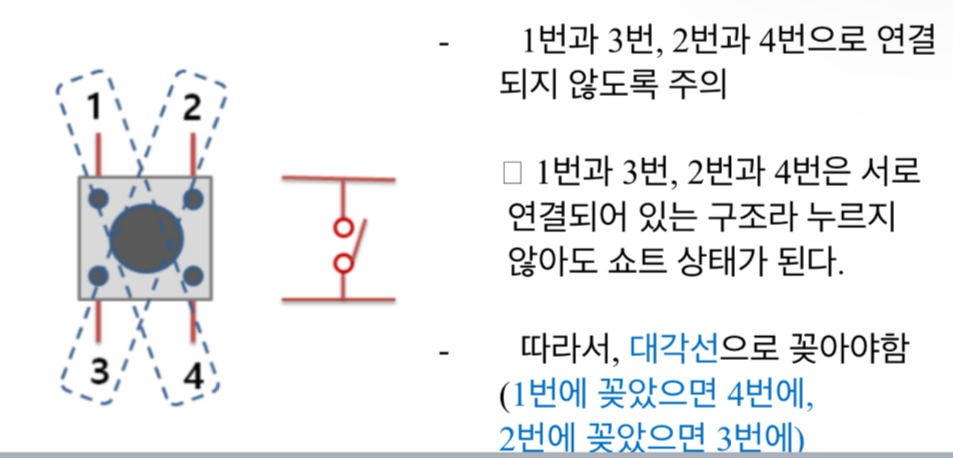 1 2
3 4
- 1번과 3번, 2번과 4번으로 연결
되지 않도록 주의
□ 1번과 3번, 2번과 4번은 서로
연결되어 있는 구조라 누르지
않아도 쇼트 상태가 된다.
- 따라서, 대각선으로 꽂아야함
(1번에 꽂았으면 4번에,
2번에 꽂았으면 3번에)